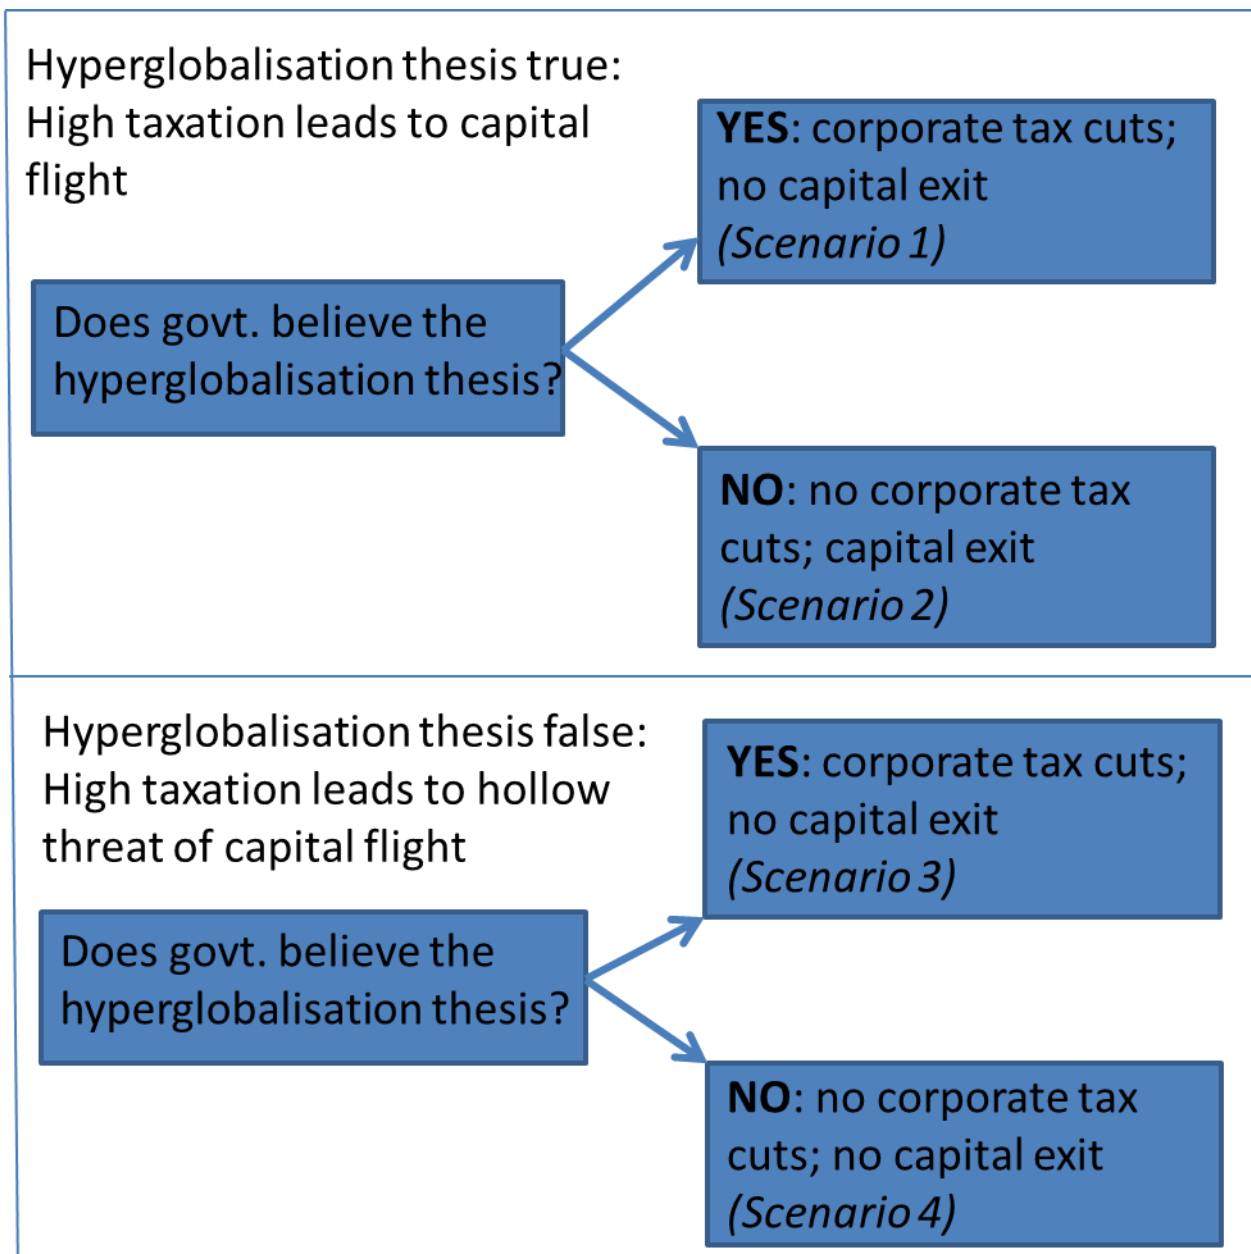 Hyperglobalisation thesis true:
High taxation leads to capital
flight
YES: corporate tax cuts;
no capital exit
(Scenario 1)
Does govt. believe the
hyperglobalisation thesis?
NO: no corporate tax
cuts; capital exit
(Scenario 2)
Hyperglobalisation thesis false:
High taxation leads to hollow
threat of capital flight
YES: corporate tax cuts;
no capital exit
(Scenario 3)
Does govt. believe the
hyperglobalisation thesis?
NO: no corporate tax
cuts; no capital exit
(Scenario 4)